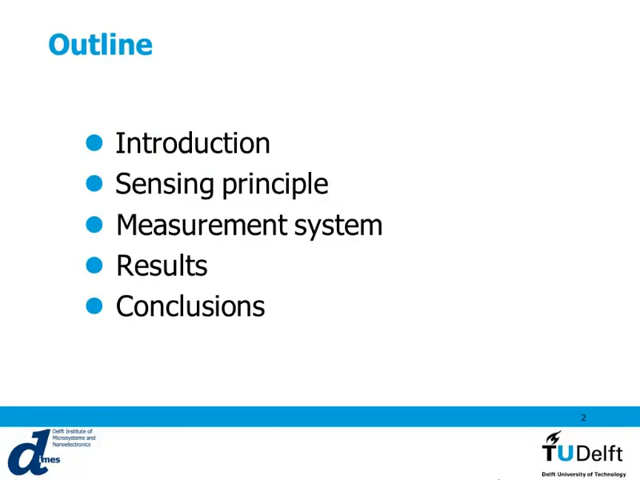 Outline
Introduction
Sensing principle
Measurement system
Results
Conclusions
2
Delft Institute of
Microsystems and
Nanoelectronics
dimes
TUDelft
Delft University of Technology